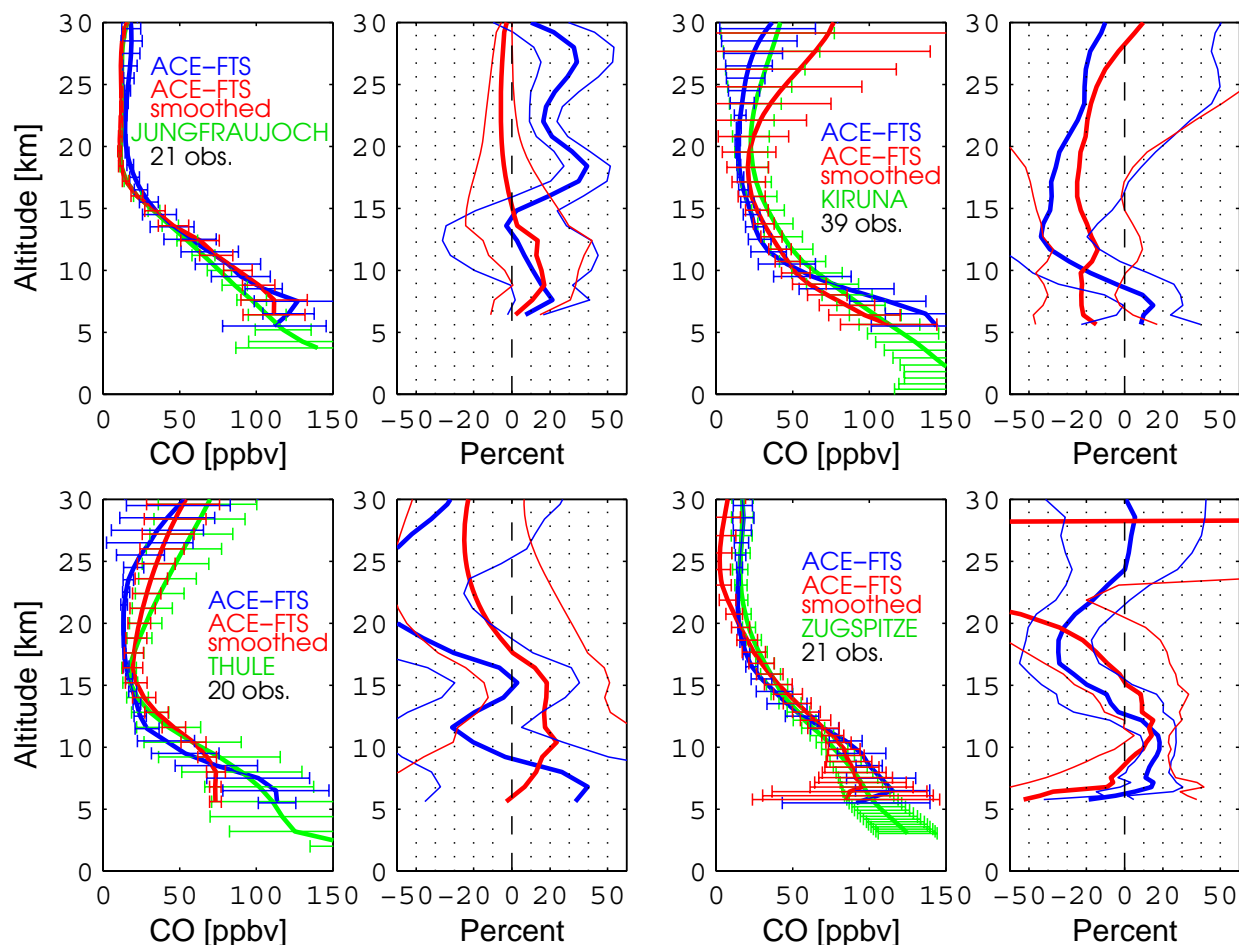 30
25
20
15
10
5
0
Altitude [km]
ACE-FTS
ACE-FTS
smoothed
JUNGFRAUJOCH
21 obs.
0 50 100 150
CO [ppbv]
30
25
20
15
10
5
0
-50 -20 0 20 50
Percent
30
25
20
15
10
5
0
ACE-FTS
ACE-FTS
smoothed
KIRUNA
39 obs.
0 50 100 150
CO [ppbv]
30
25
20
15
10
5
0
-50 -20 0 20 50
Percent
30
25
20
15
10
5
0
Altitude [km]
ACE-FTS
ACE-FTS
smoothed
THULE
20 obs.
0 50 100 150
CO [ppbv]
30
25
20
15
10
5
0
-50 -20 0 20 50
Percent
30
25
20
15
10
5
0
ACE-FTS
ACE-FTS
smoothed
ZUGSPITZE
21 obs.
0 50 100 150
CO [ppbv]
30
25
20
15
10
5
0
-50 -20 0 20 50
Percent